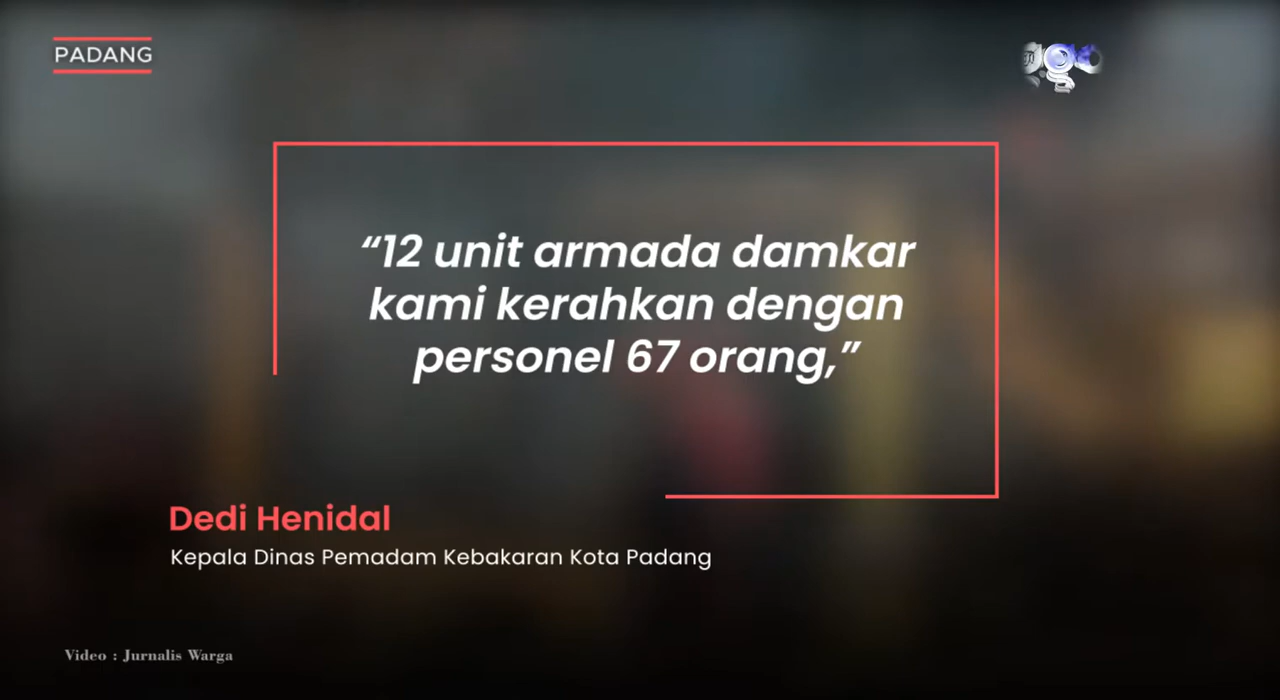 PADANG
“12 unit armada damkar
kami kerahkan dengan
personel 67 orang,”
Dedi Henidal
Kepala Dinas Pemadam Kebakaran Kota Padang
Video : Jurnalis Warga